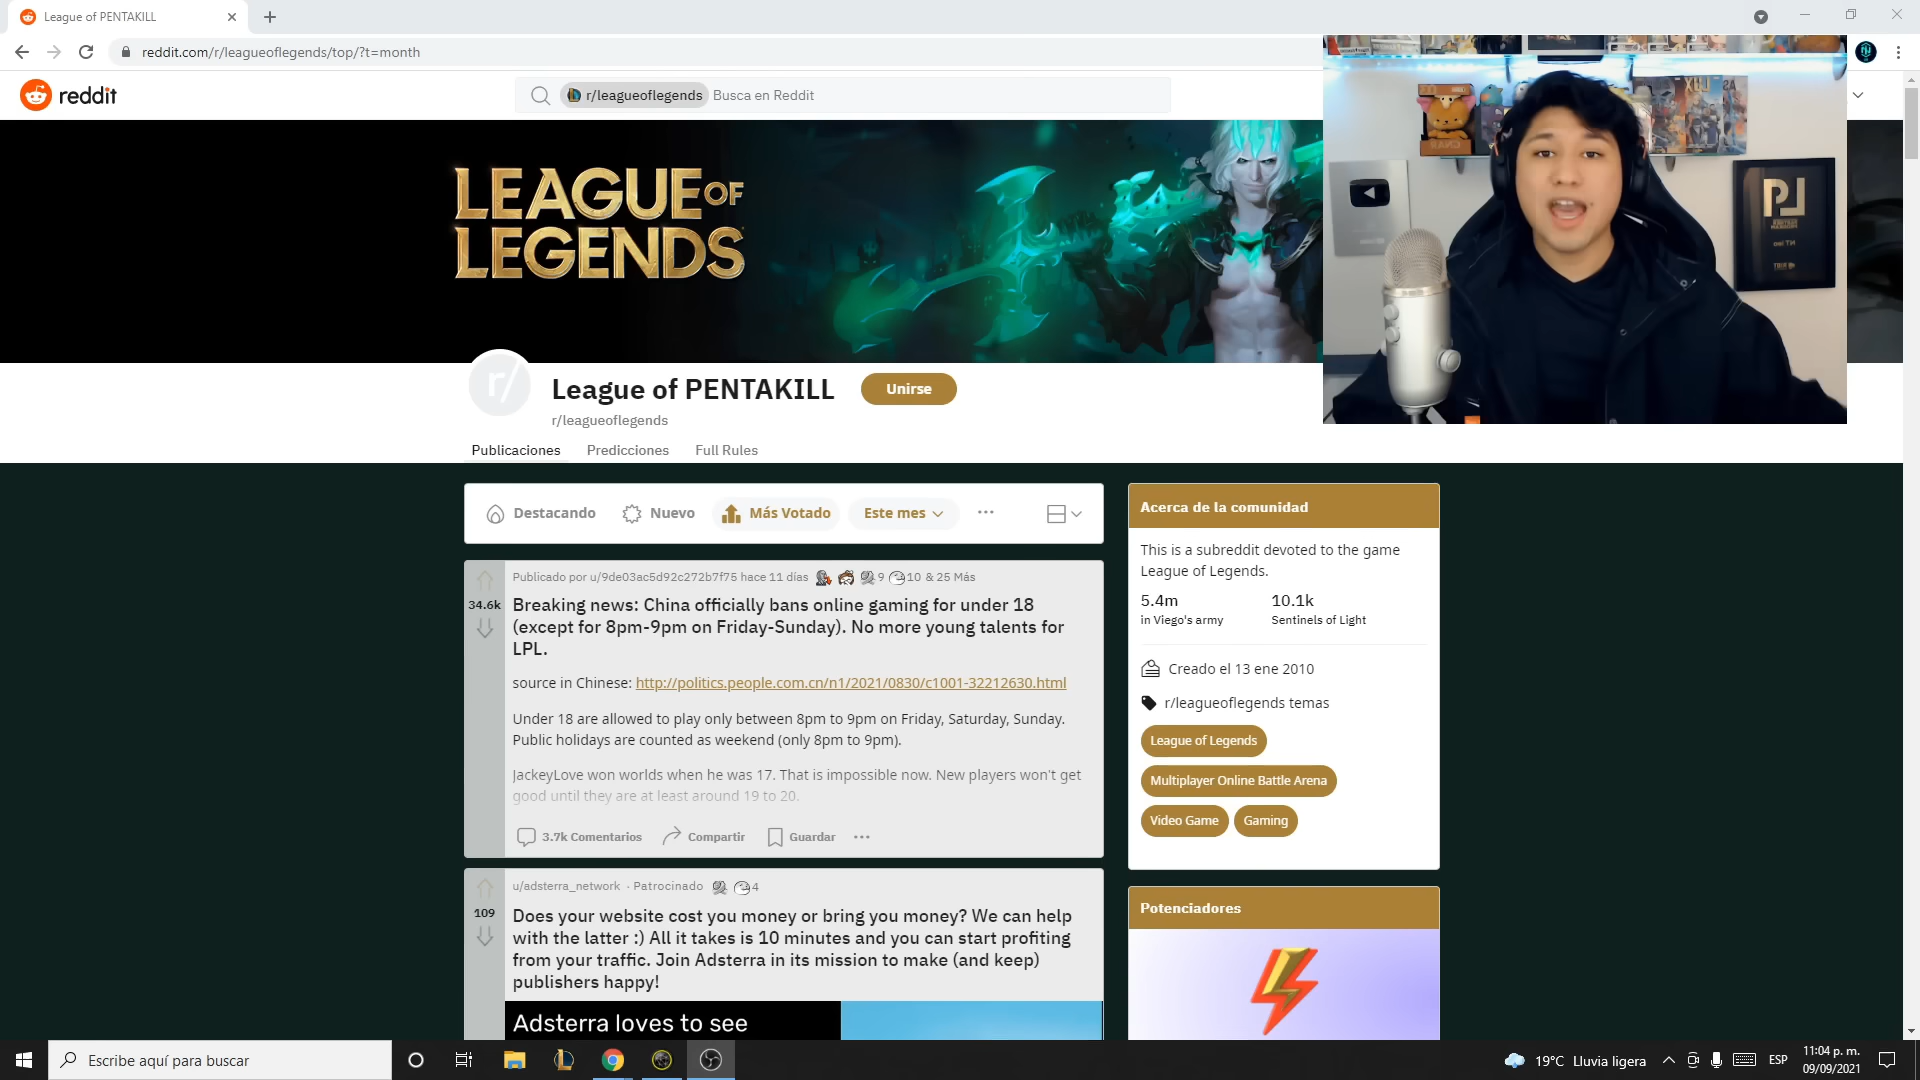 League of PENTAKILL
reddit.com/r/leagueoflegends/top/?t=month
reddit
r/leagueoflegends
Busca en Reddit
LEAGUE OF
LEGENDS
League of PENTAKILL
Unirse
r/leagueoflegends
Publicaciones
Predicciones
Full Rules
Destacando
Nuevo
Más Votado
Este mes
Publicado por u/9de03ac5d92c272b7f75 hace 11 días 9 10 & 25 Más
34.6k
Breaking news: China officially bans online gaming for under 18
(except for 8pm-9pm on Friday-Sunday). No more young talents for
LPL.
source in Chinese: http://politics.people.com.cn/n1/2021/0830/c1001-32212630.html
Under 18 are allowed to play only between 8pm to 9pm on Friday, Saturday, Sunday.
Public holidays are counted as weekend (only 8pm to 9pm).
JackeyLove won worlds when he was 17. That is impossible now. New players won't get
good until they are at least around 19 to 20.
3.7k Comentarios
Compartir
Guardar
u/adsterra_network · Patrocinado 4
109
Does your website cost you money or bring you money? We can help
with the latter :) All it takes is 10 minutes and you can start profiting
from your traffic. Join Adsterra in its mission to make (and keep)
publishers happy!
Adsterra loves to see
Acerca de la comunidad
This is a subreddit devoted to the game
League of Legends.
5.4m
10.1k
in Viego's army
Sentinels of Light
Creado el 13 ene 2010
r/leagueoflegends temas
League of Legends
Multiplayer Online Battle Arena
Video Game
Gaming
Potenciadores
Escribe aquí para buscar
19°C Lluvia ligera
ESP
11:04 p. m.
09/09/2021